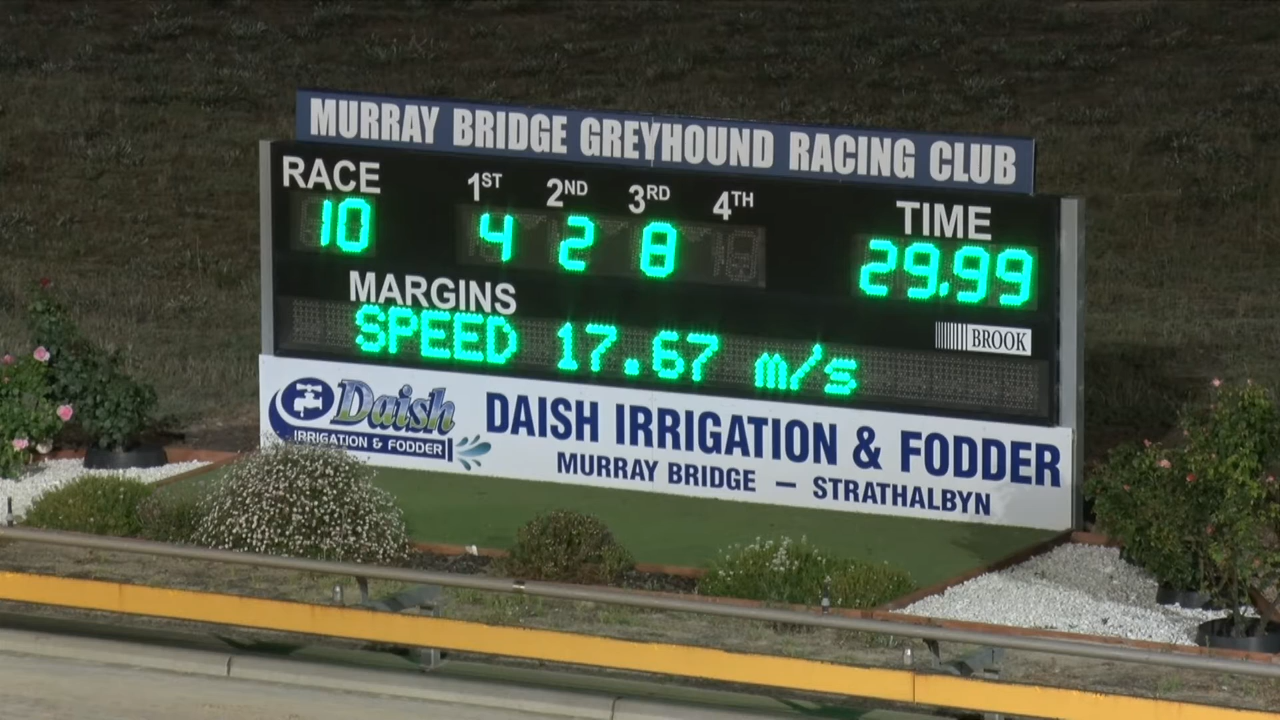 MURRAY BRIDGE GREYHOUND RACING CLUB
RACE 1ST 2ND 3RD 4TH TIME
10 4 2 8 29.99
MARGINS
SPEED 17.67 m/s
BROOK
Daish
IRRIGATION & FODDER
DAISH IRRIGATION & FODDER
MURRAY BRIDGE – STRATHALBYN